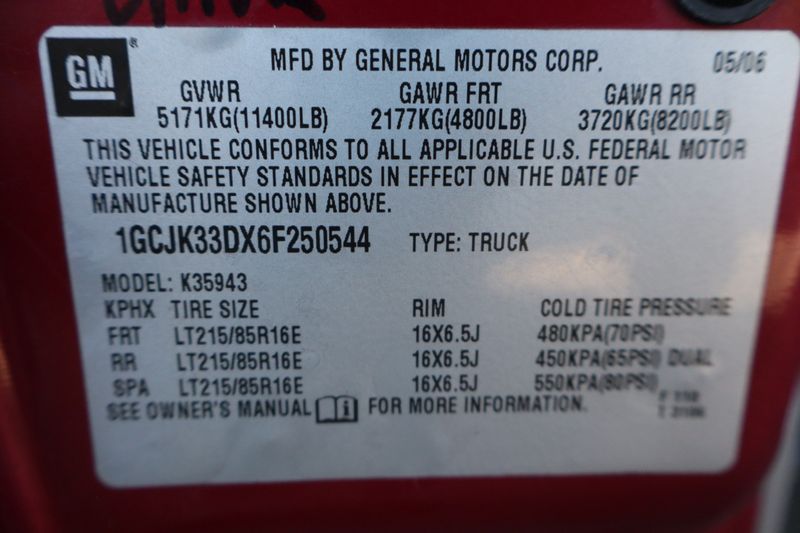 GM®
MFD BY GENERAL MOTORS CORP. 05/06
GVWR GAWR FRT GAWR RR
5171KG(11400LB) 2177KG(4800LB) 3720KG(8200LB)
THIS VEHICLE CONFORMS TO ALL APPLICABLE U.S. FEDERAL MOTOR
VEHICLE SAFETY STANDARDS IN EFFECT ON THE DATE OF
MANUFACTURE SHOWN ABOVE.
1GCJK33DX6F250544 TYPE: TRUCK
MODEL: K35943
KPHX TIRE SIZE RIM COLD TIRE PRESSURE
FRT LT215/85R16E 16X6.5J 480KPA(70PSI)
RR LT215/85R16E 16X6.5J 450KPA(65PSI) DUAL
SPA LT215/85R16E 16X6.5J 550KPA(80PSI)
SEE OWNER'S MANUAL i FOR MORE INFORMATION.